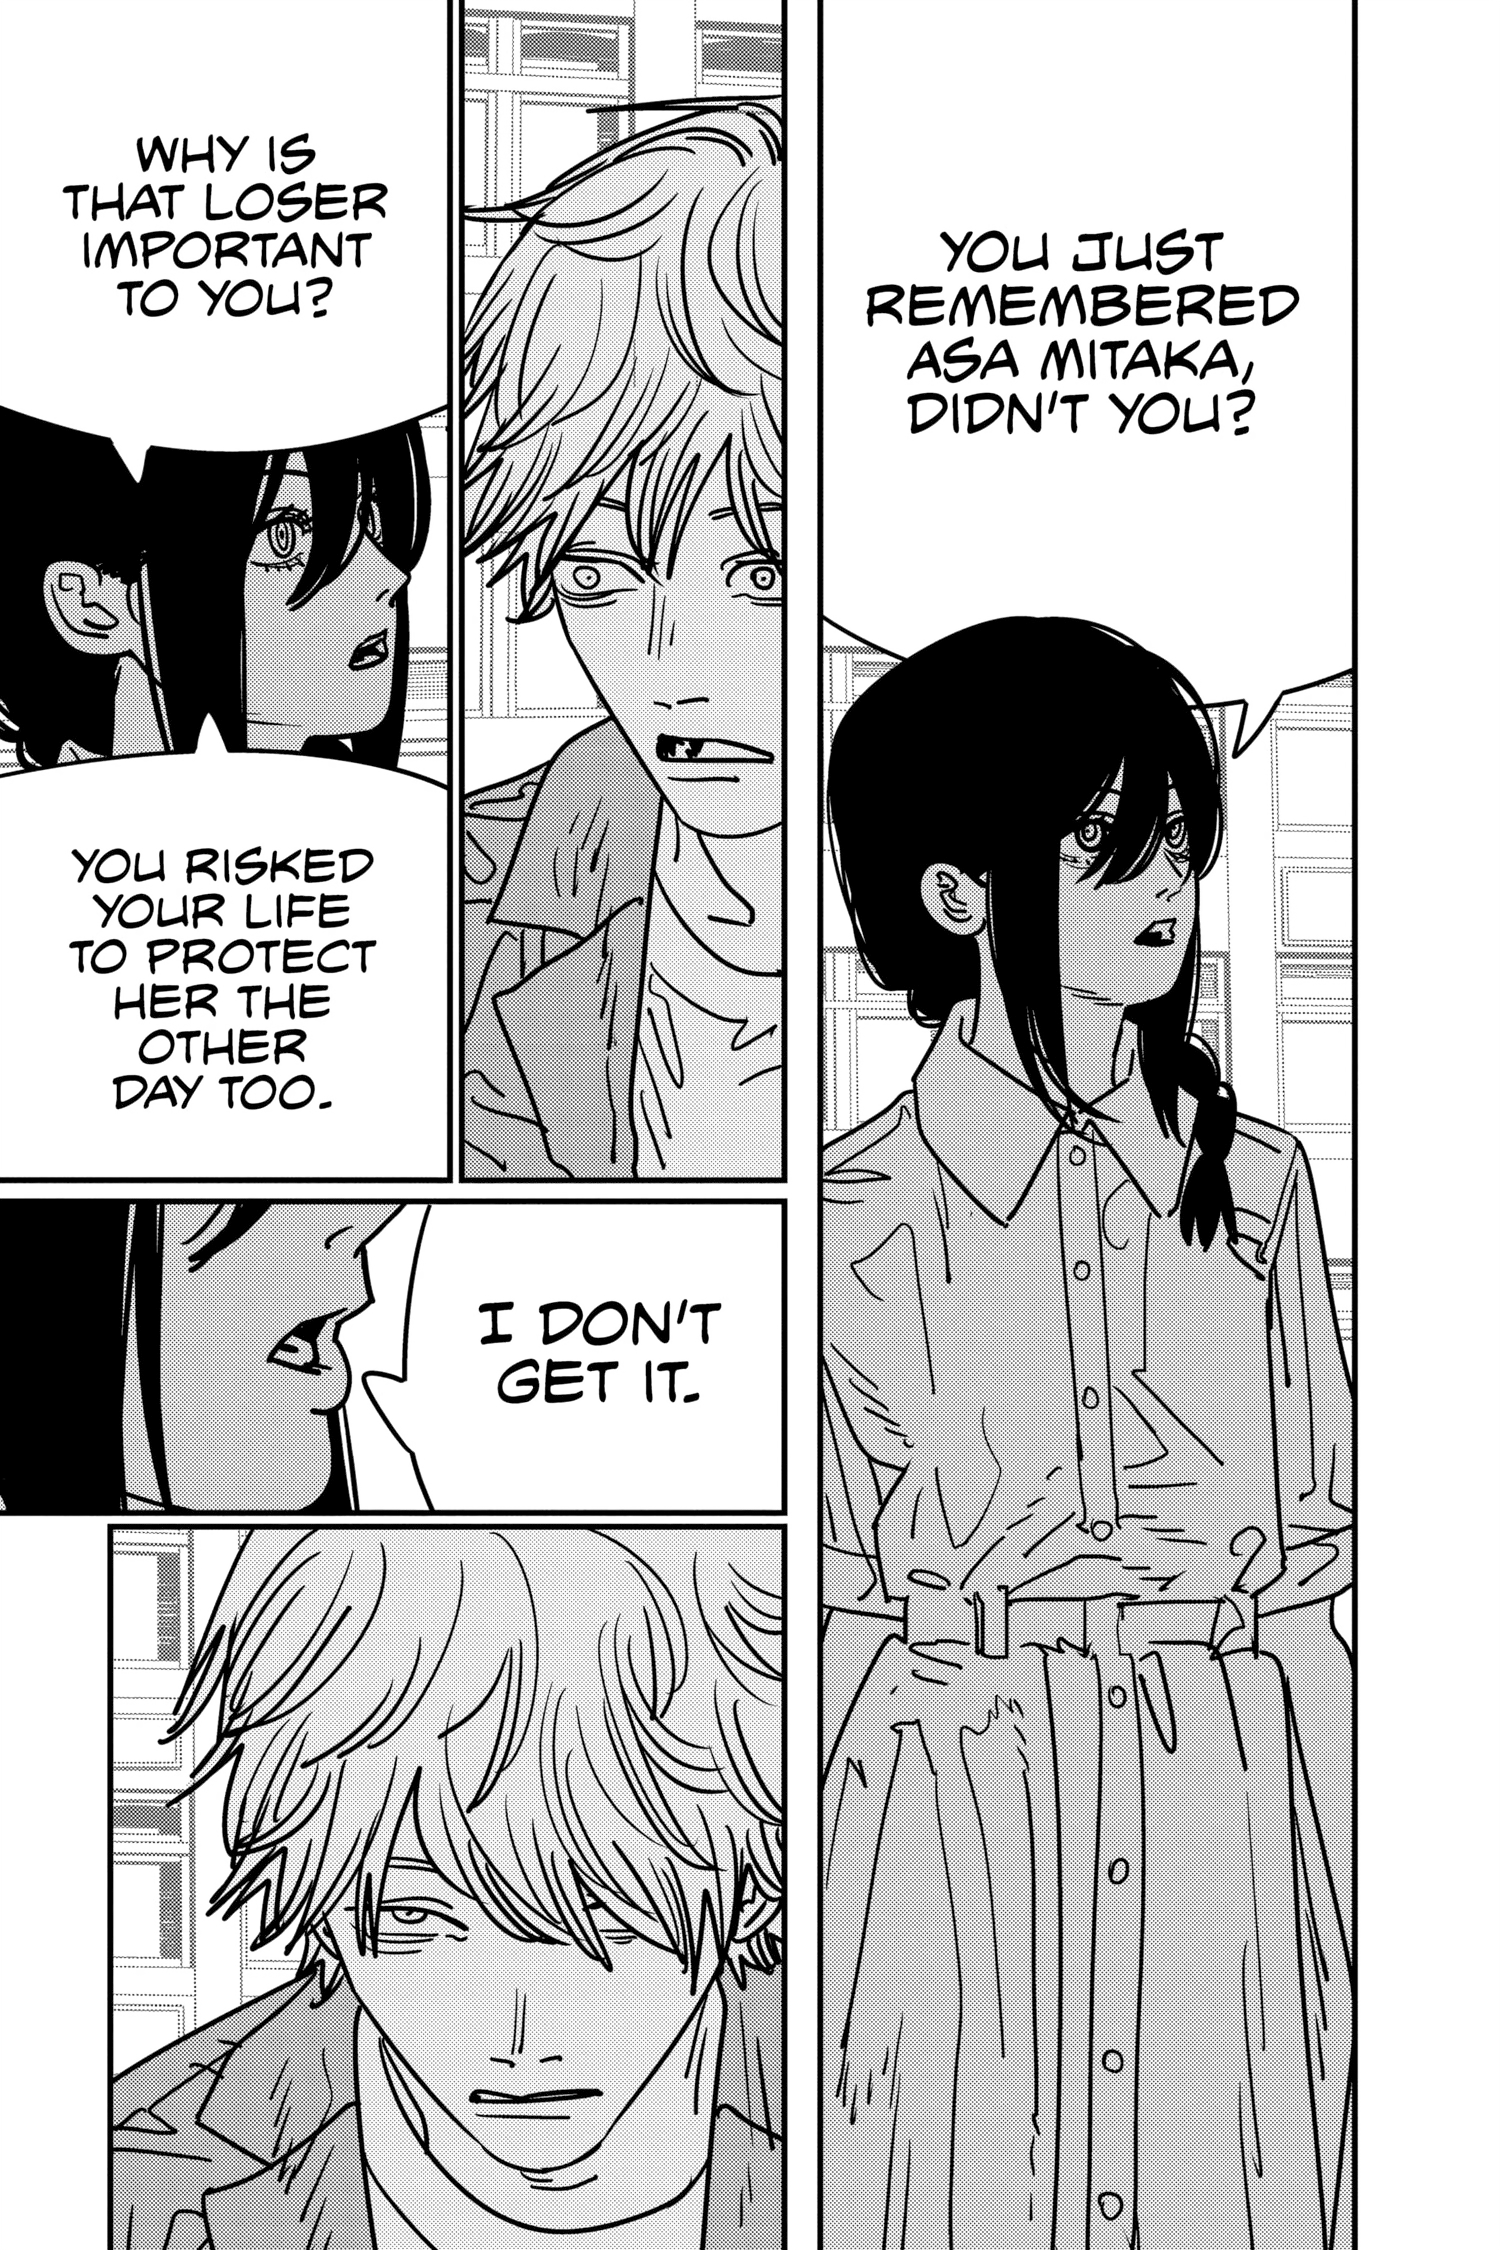 YOU JUST
REMEMBERED
ASA MITAKA,
DIDN'T YOU?
WHY IS
THAT LOSER
IMPORTANT
TO YOU?
YOU RISKED
YOUR LIFE
TO PROTECT
HER THE
OTHER
DAY TOO.
I DON'T
GET IT.